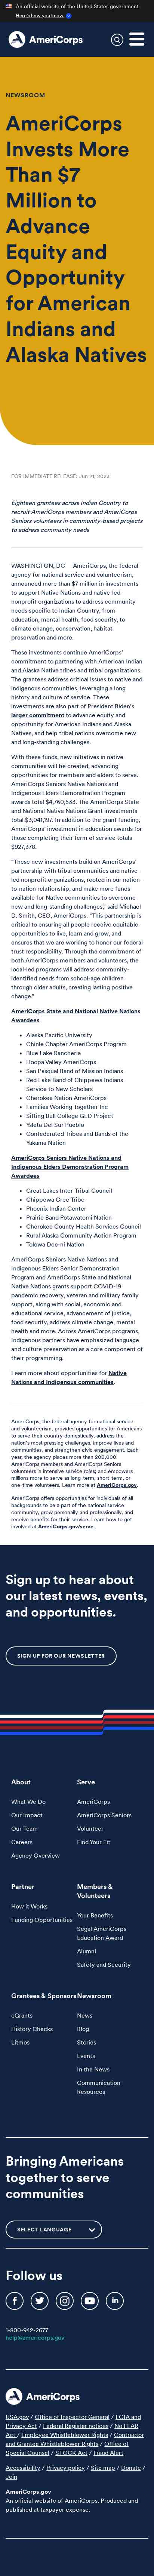 An official website of the United States government
Here's how you know
AmeriCorps
NEWSROOM
AmeriCorps
Invests More
Than $7
Million to
Advance
Equity and
Opportunity
for American
Indians and
Alaska Natives
FOR IMMEDIATE RELEASE: Jun 21, 2023
Eighteen grantees across Indian Country to
recruit AmeriCorps members and AmeriCorps
Seniors volunteers in community-based projects
to address community needs
WASHINGTON, DC— AmeriCorps, the federal
agency for national service and volunteerism,
announced more than $7 million in investments
to support Native Nations and native-led
nonprofit organizations to address community
needs specific to Indian Country, from
education, mental health, food security, to
climate change, conservation, habitat
improvement and more.
These investments continue AmeriCorps'
commitment to partnering with American Indian
and Alaska Native tribes and tribal organizations.
The grantees address critical issues identified by
indigenous communities, honoring a long
history and culture of service. These
investments are also part of President Biden's
larger commitment to advance equity and
opportunity for American Indians and Alaska
Natives, and help tribal nations overcome new
and long-standing challenges.
With these funds, new initiatives in native
communities will be created, advancing
opportunities for members and elders to serve.
AmeriCorps Seniors Native Nations and
Indigenous Elders Demonstration Program
awards total $4,760,533. The AmeriCorps State
and National Native Nations Grant investments
total $3,041,197. In addition to the grant funding,
AmeriCorps' investment in education awards for
those completing their term of service totals
$927,378.
"These new investments build on AmeriCorps'
partnership with tribal communities and native
organizations, rooted in our nation-
to-nation relationship, and make more solutions
available for native communities, solving new
and long-standing challenges," said Michael
D. Smith, CEO, AmeriCorps. "This partnership is
critical to ensuring all people can pursue
opportunity, where they live, to learn and
grow, and we are excited for the opportunity
are working to honor our federal trust
through both AmeriCorps members and volunteers, where the
local-led programs will address community-
driven needs from education to climate
change."
AmeriCorps State and National Native Nations
Awardees
Alaska Pacific University
Chinle Chapter AmeriCorps Program
Blue Lake Rancheria
Hoopa Valley AmeriCorps
San Pasqual Band of Mission Indians
Red Lake Band of Chippewa Indians
Service to New Scholars
Cherokee Nation AmeriCorps
Families Working Together Inc
Sitting Bull College GED Project
Yuleta Del Sur Pueblo
Confederated Tribes and Bands of the
Yakama Nation
AmeriCorps Seniors Native Nations and
Indigenous Elders Demonstration Program
Awardees
Great Lakes Inter-Tribal Council
Chippewa Cree Tribe
Phoenix Indian Center
Prairie Band Potawatomi Nation
Cherokee County Health Services Council
Rural Alaska Community Action Program
Tolowa Dee-ni Nation
AmeriCorps Seniors Native Nations and
Indigenous Elders Senior Demonstration
Program and AmeriCorps State and National
Native Nations grants support COVID-19
pandemic recovery, veteran and military family
support, along with social, economic and
educational service, advancement of justice,
food security, address climate change, mental
health and more. Across AmeriCorps programs,
Indigenous partners have emphasized language
and culture preservation as a core component
of their programming.
Learn more about opportunities for Native
Nations and Indigenous communities.
AmeriCorps, the federal agency for national service
and volunteerism, provides opportunities for Americans
to serve their country domestically, address the
nation's most pressing challenges, improve lives and
communities, and strengthen civic engagement. Each
year, the agency places more than 200,000
AmeriCorps members and AmeriCorps Seniors
volunteers in intensive service roles; and empowers
millions more to serve as long-term, short-term, or
one-time volunteers. Learn more at AmeriCorps.gov.
AmeriCorps offers opportunities for individuals of all
backgrounds to be a part of the national service
community, grow personally and professionally, and
receive benefits for their service. Learn how to get
involved at AmeriCorps.gov/serve.
Sign up to hear about
our latest news, events,
and opportunities.
SIGN UP FOR OUR NEWSLETTER
About
Serve
What We Do
AmeriCorps
Our Impact
AmeriCorps Seniors
Our Team
Volunteer
Careers
Find Your Fit
Agency Overview
Partner
Members &
Volunteers
How it Works
Your Benefits
Funding Opportunities
Segal AmeriCorps
Education Award
Alumni
Safety and Security
Grantees & Sponsors
Newsroom
eGrants
News
History Checks
Blog
Litmos
Stories
Events
In the News
Communication
Resources
Bringing Americans
together to serve
communities
SELECT LANGUAGE
Follow us
1-800-942-2677
help@americorps.gov
AmeriCorps
USA.gov / Office of Inspector General / FOIA and
Privacy Act / Federal Register notices / No FEAR
Act / Employee Whistleblower Rights / Contractor
and Grantee Whistleblower Rights / Office of
Special Counsel / STOCK Act / Fraud Alert
Accessibility / Privacy policy / Site map / Donate /
Join
AmeriCorps.gov
An official website of AmeriCorps. Produced and
published at taxpayer expense.